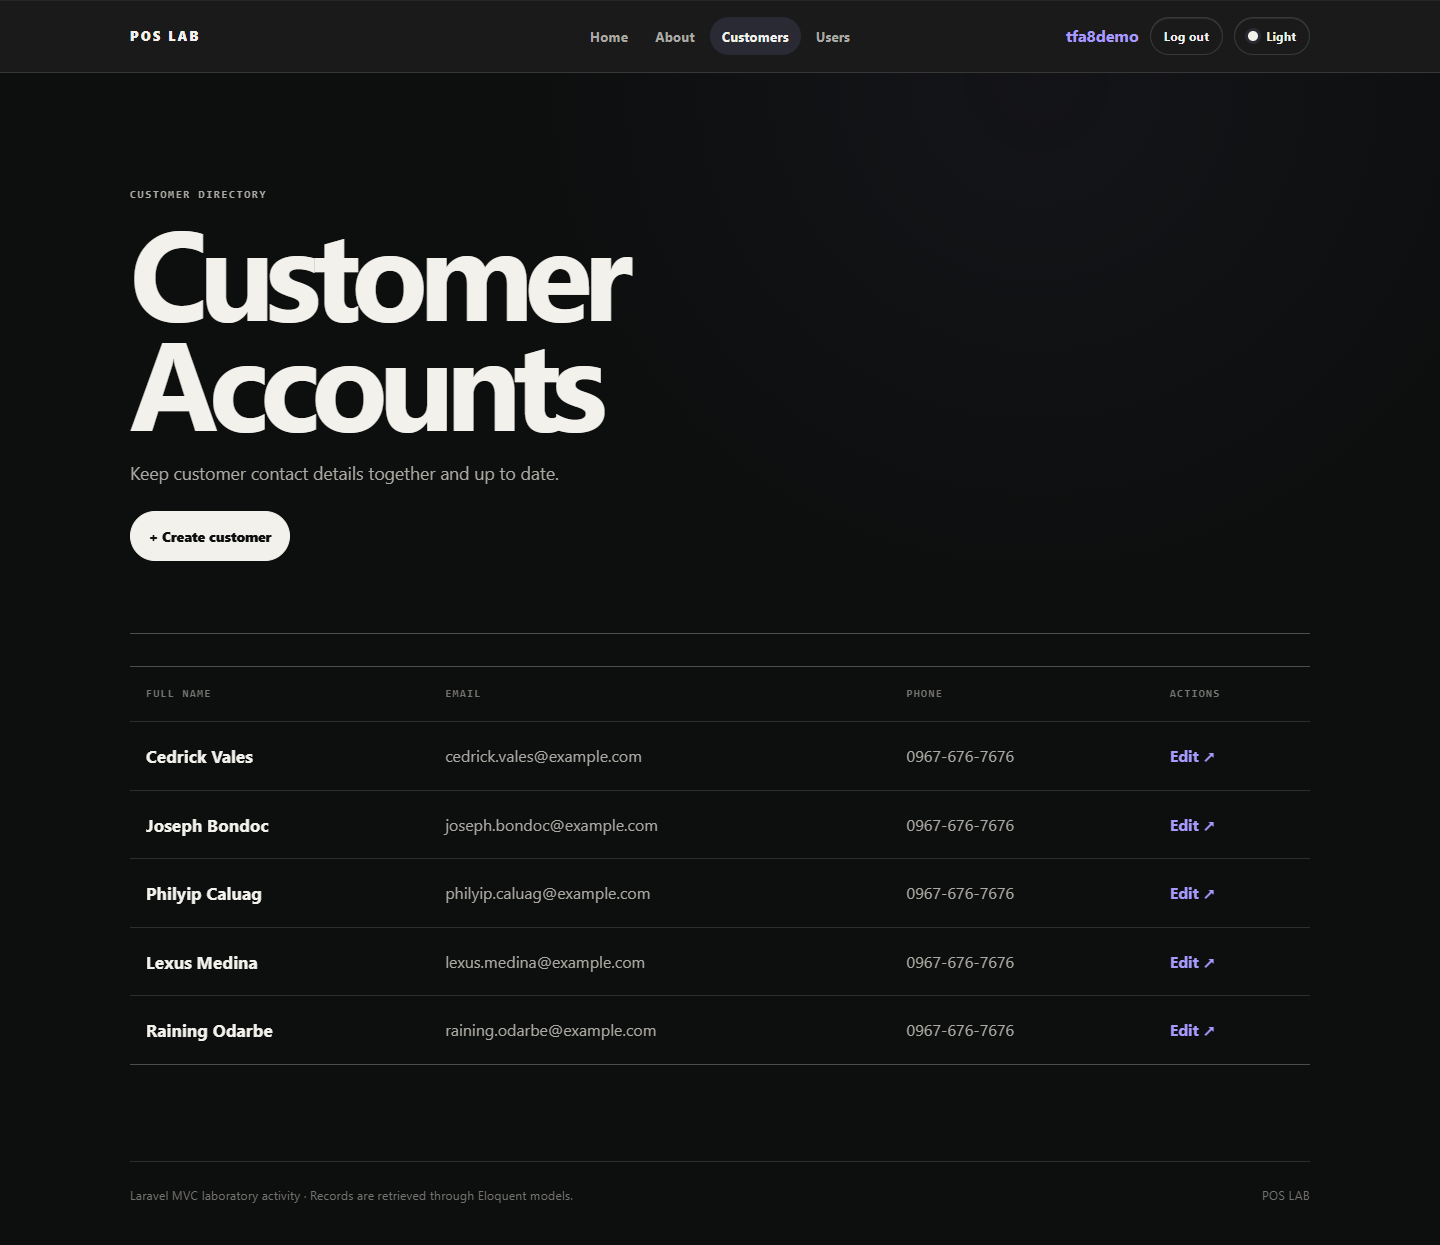 POS LAB
Home About Customers Users
tfa8demo Log out Light
CUSTOMER DIRECTORY
Customer
Accounts
Keep customer contact details together and up to date.
+ Create customer
FULL NAME EMAIL PHONE ACTIONS
Cedrick Vales cedrick.vales@example.com 0967-676-7676 Edit ↗
Joseph Bondoc joseph.bondoc@example.com 0967-676-7676 Edit ↗
Philyip Caluag philyip.caluag@example.com 0967-676-7676 Edit ↗
Lexus Medina lexus.medina@example.com 0967-676-7676 Edit ↗
Raining Odarbe raining.odarbe@example.com 0967-676-7676 Edit ↗
Laravel MVC laboratory activity · Records are retrieved through Eloquent models.
POS LAB